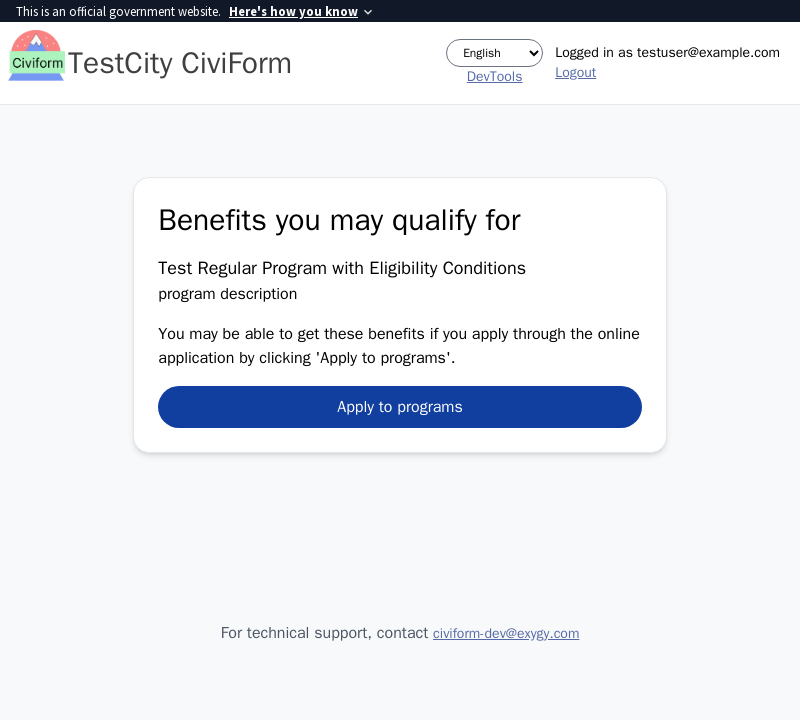 This is an official government website. Here's how you know
Civiform TestCity CiviForm
English
DevTools
Logged in as testuser@example.com
Logout
Benefits you may qualify for
Test Regular Program with Eligibility Conditions
program description
You may be able to get these benefits if you apply through the online
application by clicking 'Apply to programs'.
Apply to programs
For technical support, contact civiform-dev@exygy.com